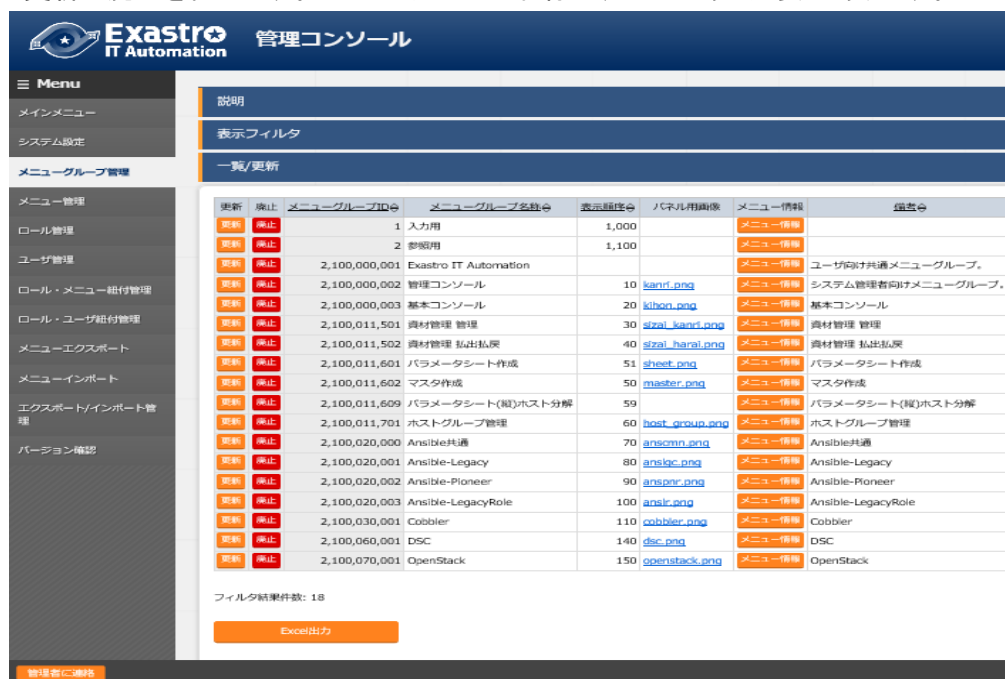 Exastro
IT Automation
管理コンソール
Menu
メインメニュー
システム設定
メニューグループ管理
メニュー管理
ロール管理
ユーザ管理
ロール・メニュー紐付管理
ロール・ユーザ紐付管理
メニューエクスポート
メニューインポート
エクスポート/インポート管
理
バージョン確認
説明
表示フィルタ
一覧/更新
更新 廃止 メニューグループID メニューグループ名称 表示順序 パネル用画像 メニュー情報 備考
更新 廃止 1 入力用 1,000 メニュー情報
更新 廃止 2 参照用 1,100 メニュー情報
更新 廃止 2,100,000,001 Exastro IT Automation メニュー情報 ユーザ向け共通メニューグループ。
更新 廃止 2,100,000,002 管理コンソール 10 kanri.png メニュー情報 システム管理者向けメニューグループ。
更新 廃止 2,100,000,003 基本コンソール 20 kihon.png メニュー情報 基本コンソール
更新 廃止 2,100,011,501 資材管理 管理 30 sizai_kanri.png メニュー情報 資材管理 管理
更新 廃止 2,100,011,502 資材管理 払出払戻 40 sizai_harai.png メニュー情報 資材管理 払出払戻
更新 廃止 2,100,011,601 パラメータシート作成 51 sheet.png メニュー情報 パラメータシート作成
更新 廃止 2,100,011,602 マスタ作成 50 master.png メニュー情報 マスタ作成
更新 廃止 2,100,011,609 パラメータシート(縦)ホスト分解 59 メニュー情報 パラメータシート(縦)ホスト分解
更新 廃止 2,100,011,701 ホストグループ管理 60 host_group.png メニュー情報 ホストグループ管理
更新 廃止 2,100,020,000 Ansible共通 70 anscmn.png メニュー情報 Ansible共通
更新 廃止 2,100,020,001 Ansible-Legacy 80 anslgc.png メニュー情報 Ansible-Legacy
更新 廃止 2,100,020,002 Ansible-Pioneer 90 anspnr.png メニュー情報 Ansible-Pioneer
更新 廃止 2,100,020,003 Ansible-LegacyRole 100 anslr.png メニュー情報 Ansible-LegacyRole
更新 廃止 2,100,030,001 Cobbler 110 cobbler.png メニュー情報 Cobbler
更新 廃止 2,100,060,001 DSC 140 dsc.png メニュー情報 DSC
更新 廃止 2,100,070,001 OpenStack 150 openstack.png メニュー情報 OpenStack
フィルタ結果件数: 18
Excel出力
管理者に連絡